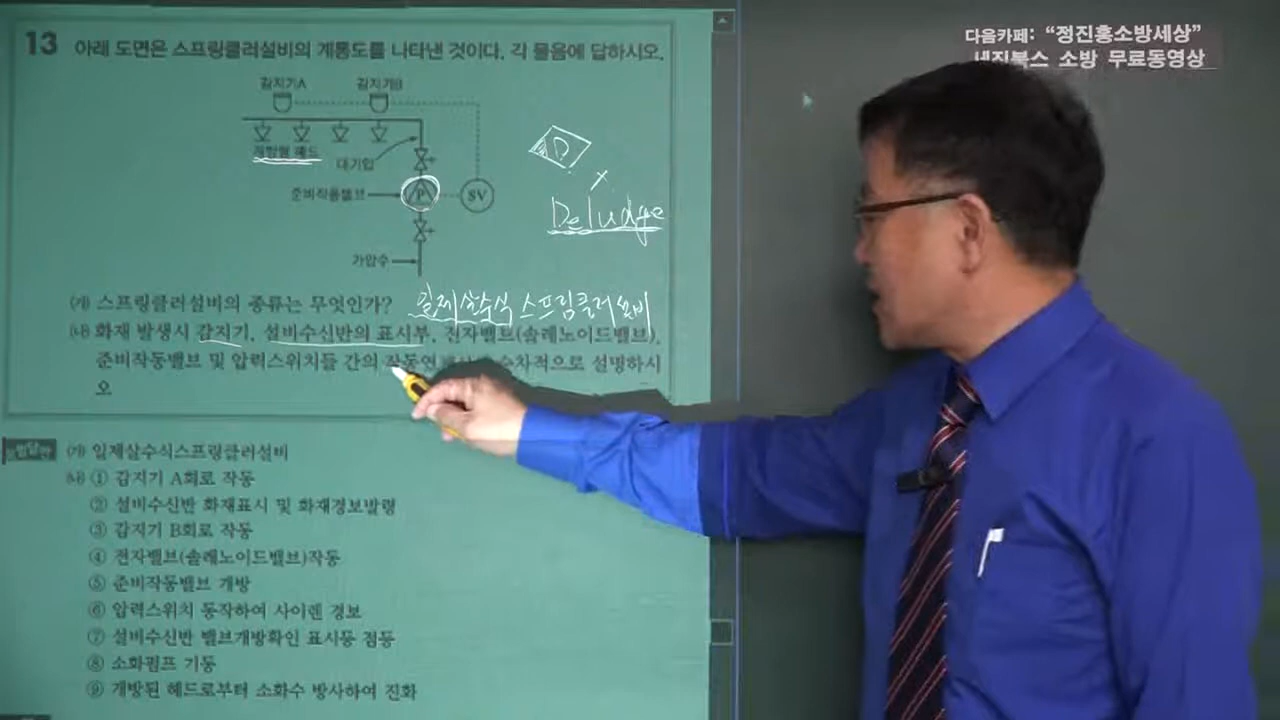 다음카페: “정진홍소방세상”
세진북스 소방 무료동영상
13 아래 도면은 스프링클러설비의 계통도를 나타낸 것이다. 각 물음에 답하시오.
감지기A 감지기B
개방형 헤드
대기압
준비작동밸브
P
SV
가압수
D
Deludge
㈎ 스프링클러설비의 종류는 무엇인가? 일제살수식 스프링클러설비
㈏ 화재 발생시 감지기, 설비수신반의 표시부, 전자밸브(솔레노이드밸브),
준비작동밸브 및 압력스위치들 간의 순차적으로 설명하시
오
㈎ 일제살수식스프링클러설비
㈏ ① 감지기 A회로 작동
② 설비수신반 화재표시 및 화재경보발령
③ 감지기 B회로 작동
④ 전자밸브(솔레노이드밸브)작동
⑤ 준비작동밸브 개방
⑥ 압력스위치 동작하여 사이렌 경보
⑦ 설비수신반 밸브개방확인 표시등 점등
⑧ 소화펌프 기동
⑨ 개방된 헤드로부터 소화수 방사하여 진화